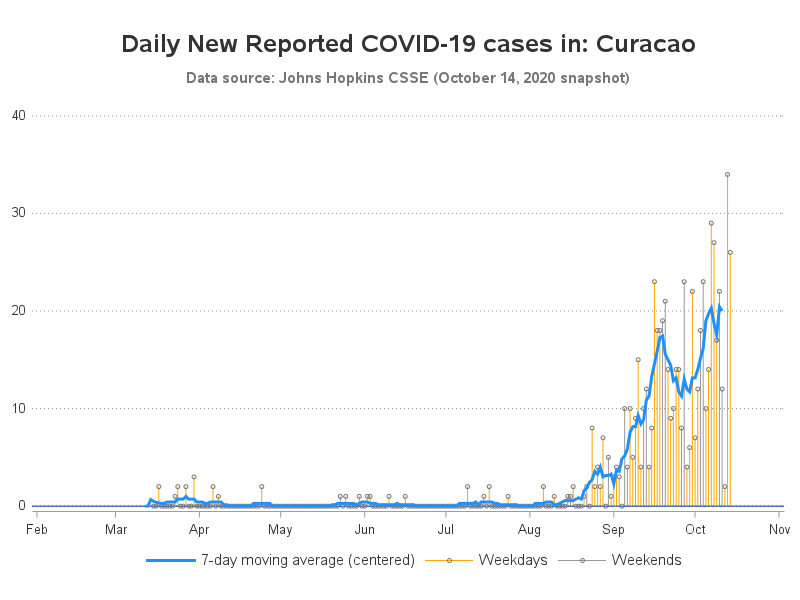 Daily New Reported COVID-19 cases in: Curacao
Data source: Johns Hopkins CSSE (October 14, 2020 snapshot)
40
30
20
10
0
Feb Mar Apr May Jun Jul Aug Sep Oct Nov
7-day moving average (centered) Weekdays Weekends